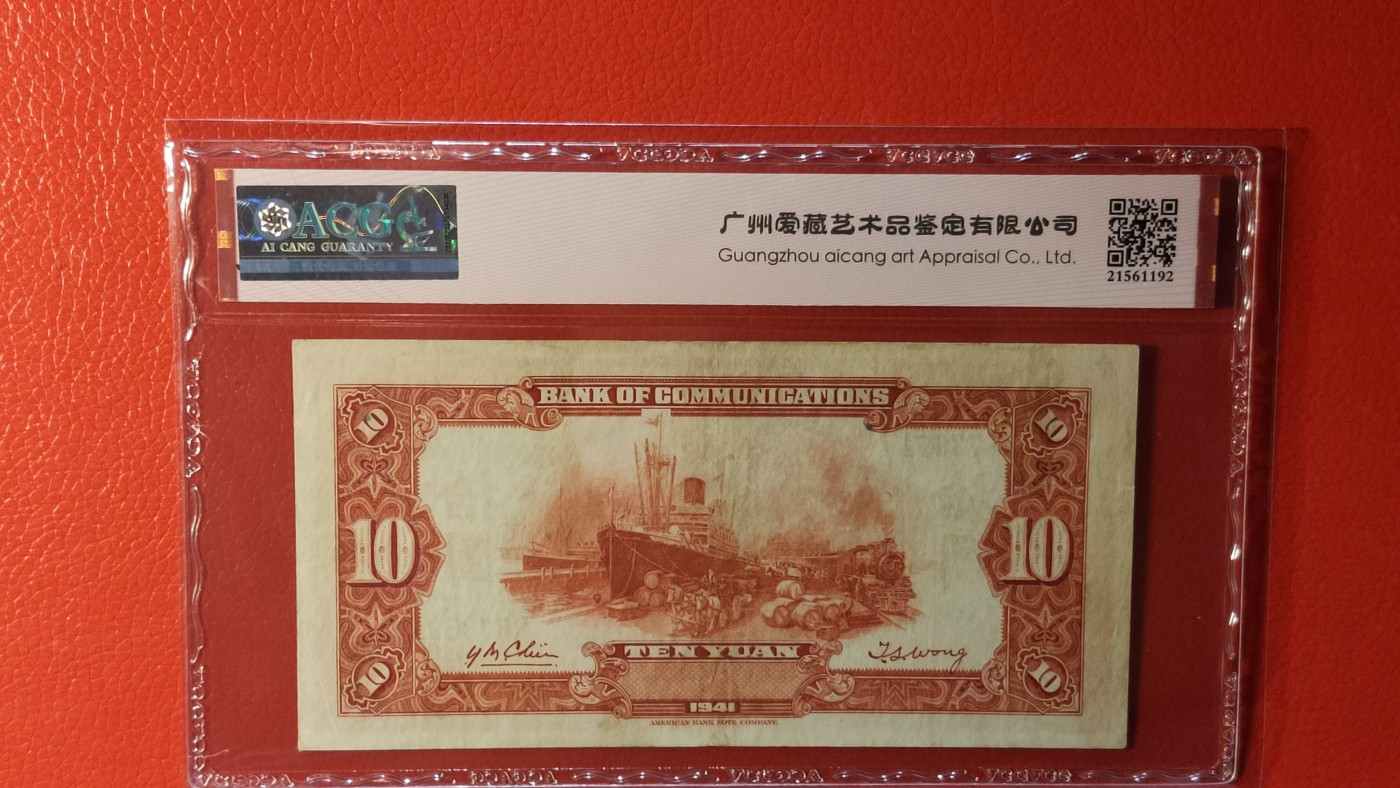 ACG
AI CANG GUARANTY
广州爱藏艺术品鉴定有限公司
Guangzhou aicang art Appraisal Co., Ltd.
21561192
BANK OF COMMUNICATIONS
10 10
10 10
Y M Chien TEN YUAN T.S. Wong
10 10
1941
AMERICAN BANK NOTE COMPANY.